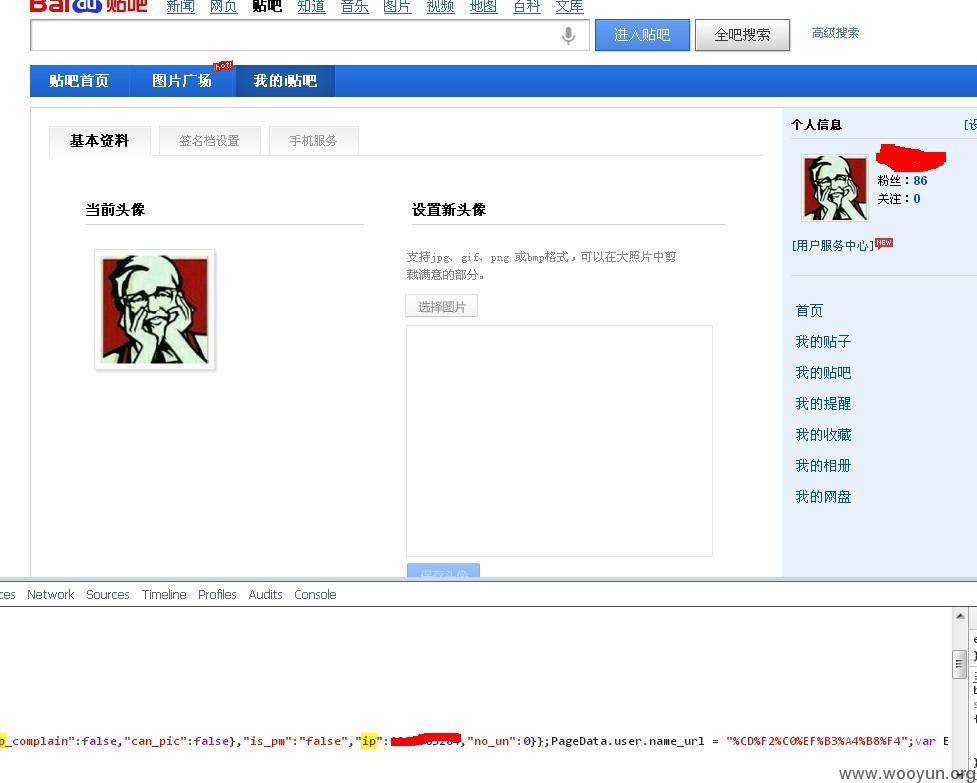 Bai du 贴吧 新闻 网页 贴吧 知道 音乐 图片 视频 地图 百科 文库
进入贴吧 全吧搜索 高级搜索
贴吧首页 图片广场 hot! 我的i贴吧
基本资料 签名档设置 手机服务
当前头像
设置新头像
支持jpg、gif、png 或bmp格式，可以在大照片中剪
裁满意的部分。
选择图片
保存头像
个人信息 [设
粉丝：86
关注：0
[用户服务中心] NEW
首页
我的贴子
我的贴吧
我的提醒
我的收藏
我的相册
我的网盘
ces Network Sources Timeline Profiles Audits Console
p_complain":false,"can_pic":false},"is_pm":"false","ip": ,"no_un":0}};PageData.user.name_url = "%CD%F2%C0%EF%B3%A4%B8%F4";var E
www.wooyun.org